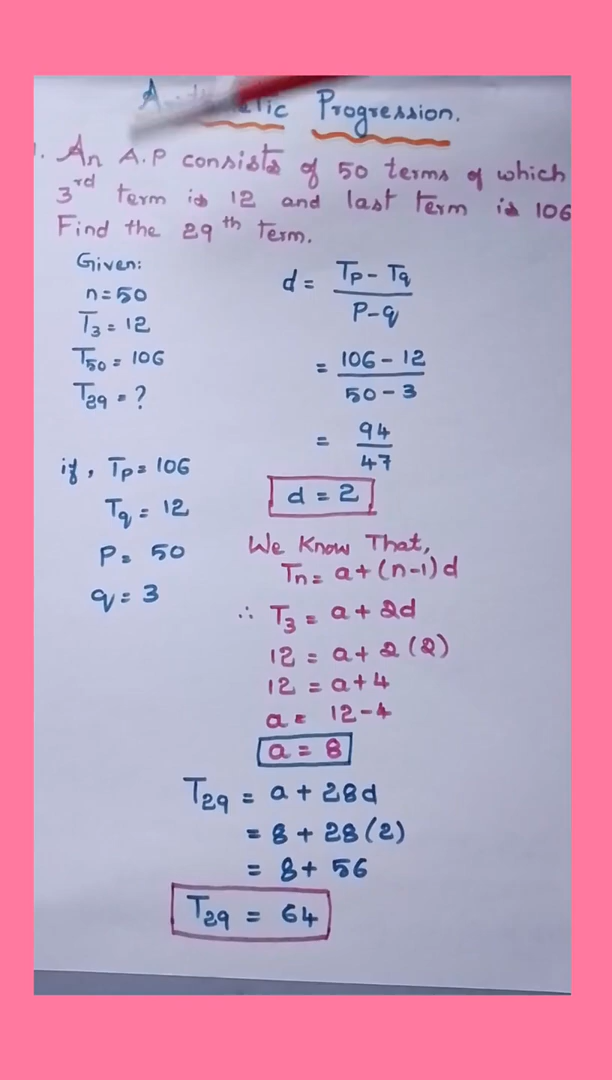 Progression.
An A.P consists of 50 terms of which
3rd term is 12 and last term is 106
Find the 29th term.
Given:
n=50
T3 = 12
T50 = 106
T29 = ?
if, Tp = 106
Tq = 12
P = 50
q = 3
d = Tp - Tq / P-q
= 106 - 12 / 50 - 3
= 94 / 47
d = 2
We Know That,
Tn = a + (n-1) d
∴ T3 = a + 2d
12 = a + 2 (2)
12 = a + 4
a = 12-4
a = 8
T29 = a + 28d
= 8 + 28 (2)
= 8 + 56
T29 = 64